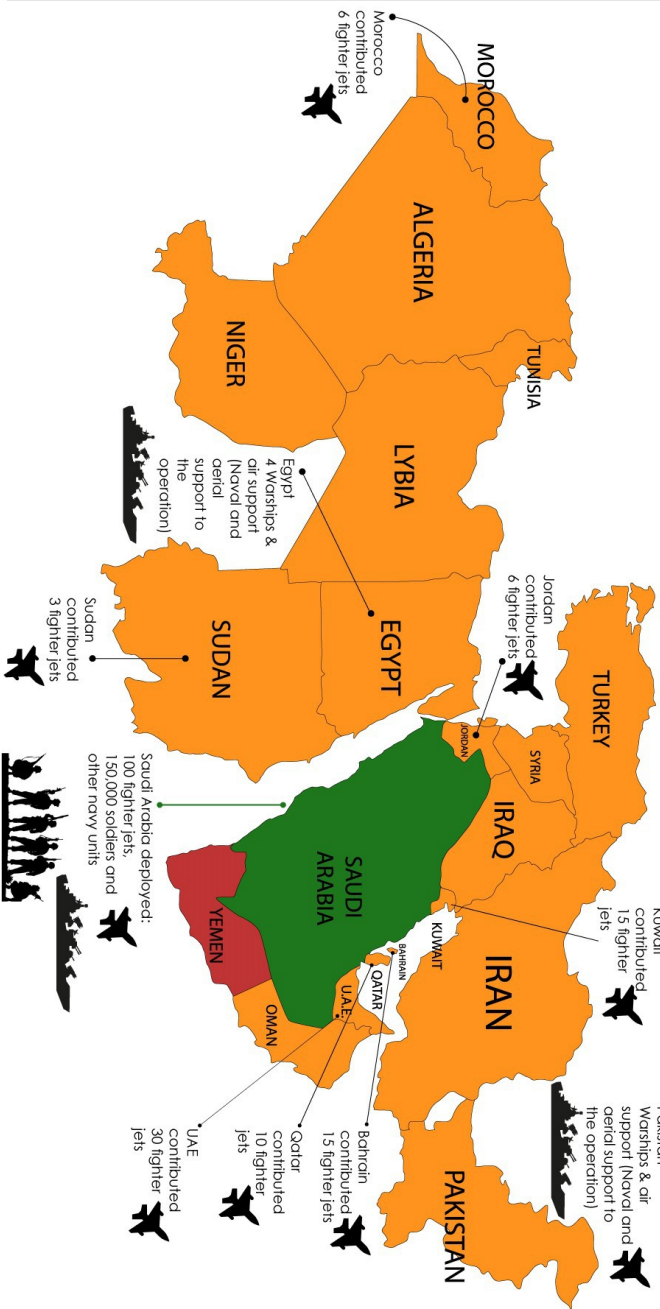 MOROCCO
Morocco
contributed
6 fighter jets
ALGERIA
TUNISIA
NIGER
LYBIA
Egypt
4 Warships &
air support
(Naval and
aerial
support to
the
operation)
EGYPT
SUDAN
Sudan
contributed
3 fighter jets
Jordan
contributed
6 fighter jets
TURKEY
SYRIA
JORDAN
IRAQ
SAUDI
ARABIA
Saudi Arabia deployed:
100 fighter jets,
150,000 soldiers and
other navy units
YEMEN
OMAN
U.A.E.
QATAR
BAHRAIN
KUWAIT
IRAN
Kuwait
contributed
15 fighter
jets
Warships & air
support (Naval and
aerial support to
the operation)
PAKISTAN
Bahrain
contributed
15 fighter jets
Qatar
contributed
10 fighter
jets
UAE
contributed
30 fighter
jets